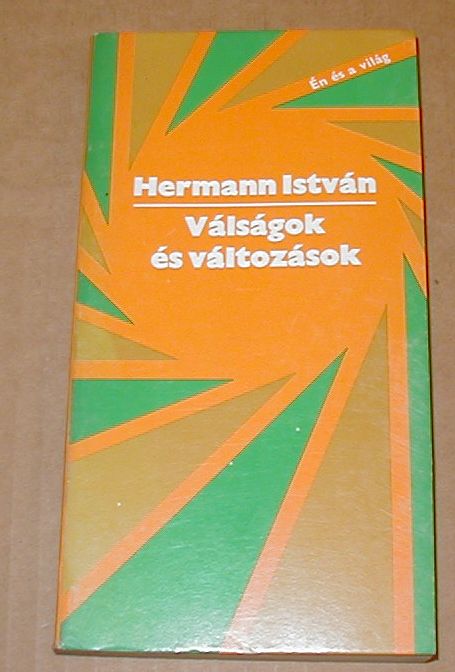 Én és a világ
Hermann István
Válságok
és változások